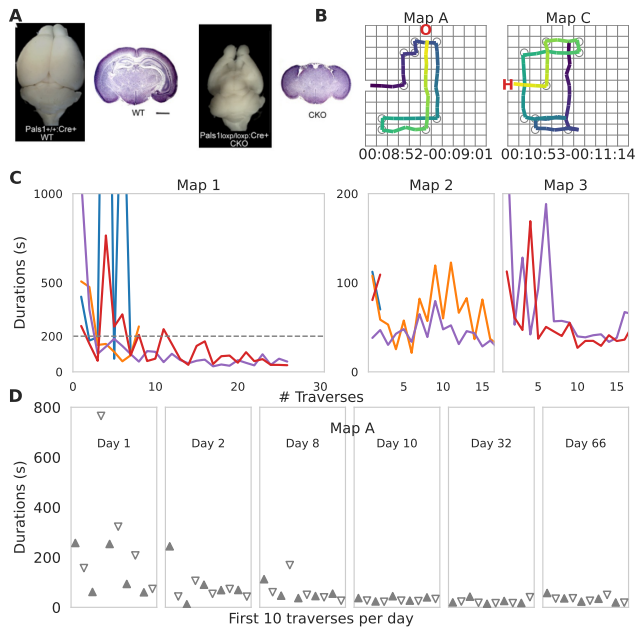 A
Pals1+/+:Cre+
WT
WT
Pals1loxp/loxp:Cre+
CKO
CKO
B
Map A
O
00:08:52-00:09:01
Map C
H
00:10:53-00:11:14
C
Map 1
Map 2
Map 3
Durations (s)
1000
500
200
0
0
10
20
30
200
100
0
5
10
15
5
10
15
# Traverses
D
Map A
Durations (s)
800
600
400
200
0
Day 1
Day 2
Day 8
Day 10
Day 32
Day 66
First 10 traverses per day